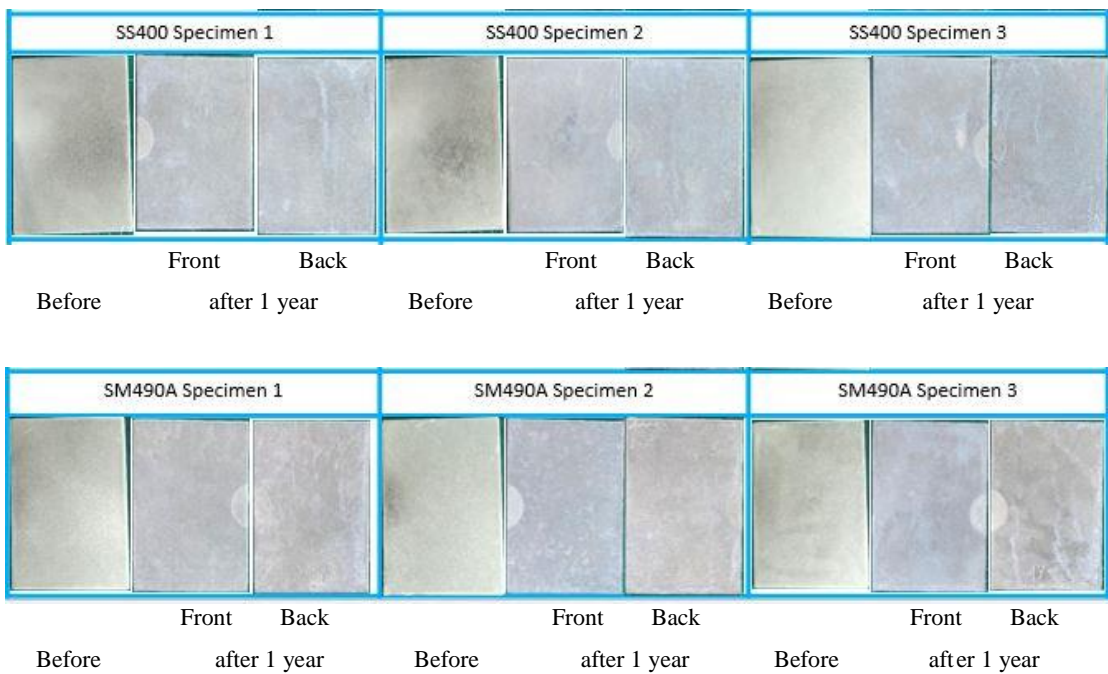 SS400 Specimen 1 SS400 Specimen 2 SS400 Specimen 3
Front Back Front Back Front Back
Before after 1 year Before after 1 year Before after 1 year
SM490A Specimen 1 SM490A Specimen 2 SM490A Specimen 3
Front Back Front Back Front Back
Before after 1 year Before after 1 year Before after 1 year